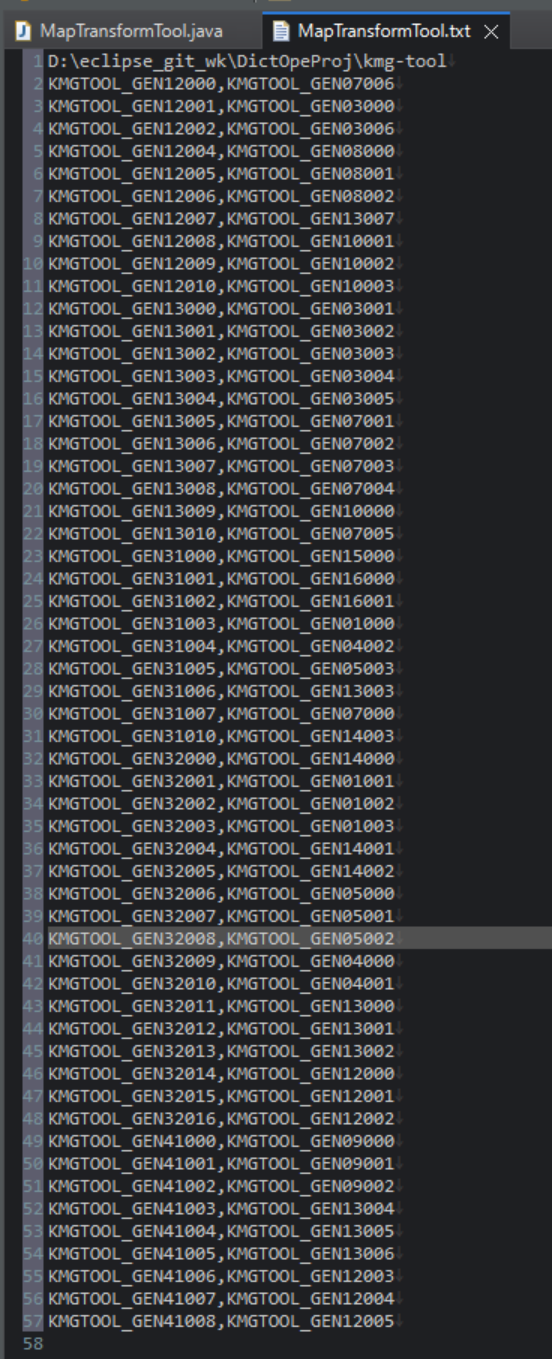 MapTransformTool.java
MapTransformTool.txt
1 D:\eclipse_git_wk\DictOpeProj\kmg-tool
2 KMGTOOL_GEN12000,KMGTOOL_GEN07006
3 KMGTOOL_GEN12001,KMGTOOL_GEN03000
4 KMGTOOL_GEN12002,KMGTOOL_GEN03006
5 KMGTOOL_GEN12004,KMGTOOL_GEN08000
6 KMGTOOL_GEN12005,KMGTOOL_GEN08001
7 KMGTOOL_GEN12006,KMGTOOL_GEN08002
8 KMGTOOL_GEN12007,KMGTOOL_GEN13007
9 KMGTOOL_GEN12008,KMGTOOL_GEN10001
10 KMGTOOL_GEN12009,KMGTOOL_GEN10002
11 KMGTOOL_GEN12010,KMGTOOL_GEN10003
12 KMGTOOL_GEN13000,KMGTOOL_GEN03001
13 KMGTOOL_GEN13001,KMGTOOL_GEN03002
14 KMGTOOL_GEN13002,KMGTOOL_GEN03003
15 KMGTOOL_GEN13003,KMGTOOL_GEN03004
16 KMGTOOL_GEN13004,KMGTOOL_GEN03005
17 KMGTOOL_GEN13005,KMGTOOL_GEN07001
18 KMGTOOL_GEN13006,KMGTOOL_GEN07002
19 KMGTOOL_GEN13007,KMGTOOL_GEN07003
20 KMGTOOL_GEN13008,KMGTOOL_GEN07004
21 KMGTOOL_GEN13009,KMGTOOL_GEN10000
22 KMGTOOL_GEN13010,KMGTOOL_GEN07005
23 KMGTOOL_GEN31000,KMGTOOL_GEN15000
24 KMGTOOL_GEN31001,KMGTOOL_GEN16000
25 KMGTOOL_GEN31002,KMGTOOL_GEN16001
26 KMGTOOL_GEN31003,KMGTOOL_GEN01000
27 KMGTOOL_GEN31004,KMGTOOL_GEN04002
28 KMGTOOL_GEN31005,KMGTOOL_GEN05003
29 KMGTOOL_GEN31006,KMGTOOL_GEN13003
30 KMGTOOL_GEN31007,KMGTOOL_GEN07000
31 KMGTOOL_GEN31010,KMGTOOL_GEN14003
32 KMGTOOL_GEN32000,KMGTOOL_GEN14000
33 KMGTOOL_GEN32001,KMGTOOL_GEN01001
34 KMGTOOL_GEN32002,KMGTOOL_GEN01002
35 KMGTOOL_GEN32003,KMGTOOL_GEN01003
36 KMGTOOL_GEN32004,KMGTOOL_GEN14001
37 KMGTOOL_GEN32005,KMGTOOL_GEN14002
38 KMGTOOL_GEN32006,KMGTOOL_GEN05000
39 KMGTOOL_GEN32007,KMGTOOL_GEN05001
40 KMGTOOL_GEN32008,KMGTOOL_GEN05002
41 KMGTOOL_GEN32009,KMGTOOL_GEN04000
42 KMGTOOL_GEN32010,KMGTOOL_GEN04001
43 KMGTOOL_GEN32011,KMGTOOL_GEN13000
44 KMGTOOL_GEN32012,KMGTOOL_GEN13001
45 KMGTOOL_GEN32013,KMGTOOL_GEN13002
46 KMGTOOL_GEN32014,KMGTOOL_GEN12000
47 KMGTOOL_GEN32015,KMGTOOL_GEN12001
48 KMGTOOL_GEN32016,KMGTOOL_GEN12002
49 KMGTOOL_GEN41000,KMGTOOL_GEN09000
50 KMGTOOL_GEN41001,KMGTOOL_GEN09001
51 KMGTOOL_GEN41002,KMGTOOL_GEN09002
52 KMGTOOL_GEN41003,KMGTOOL_GEN13004
53 KMGTOOL_GEN41004,KMGTOOL_GEN13005
54 KMGTOOL_GEN41005,KMGTOOL_GEN13006
55 KMGTOOL_GEN41006,KMGTOOL_GEN12003
56 KMGTOOL_GEN41007,KMGTOOL_GEN12004
57 KMGTOOL_GEN41008,KMGTOOL_GEN12005
58